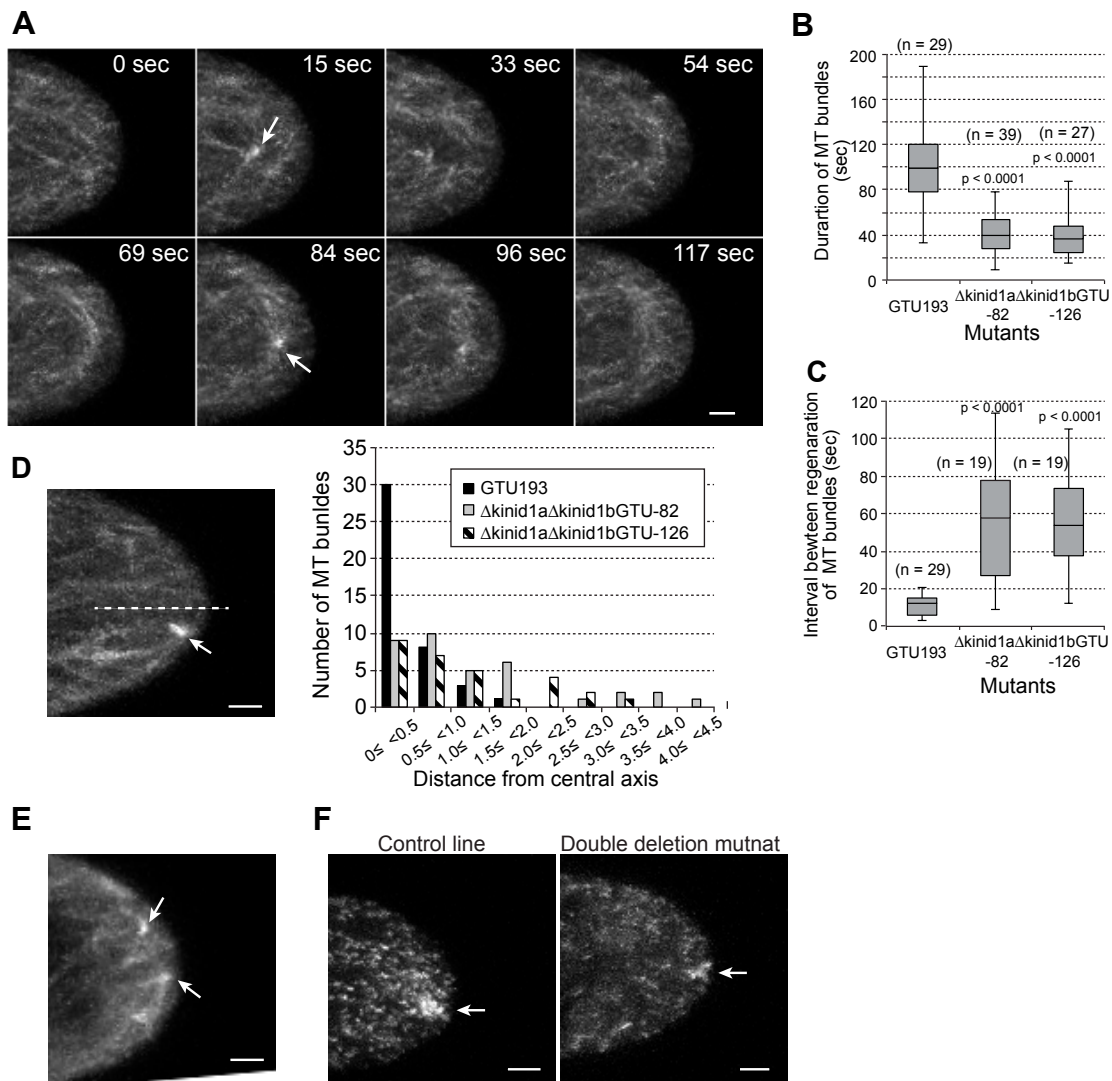 A
0 sec
15 sec
33 sec
54 sec
69 sec
84 sec
96 sec
117 sec
B
(n = 29)
(n = 39)
(n = 27)
p < 0.0001
p < 0.0001
Durartion of MT bundles
(sec)
200
160
120
80
40
0
GTU193
Δkinid1aΔkinid1bGTU
-82
-126
Mutants
C
Interval bewteen regenaration
of MT bundles (sec)
120
100
80
60
40
20
0
p < 0.0001
p < 0.0001
(n = 19)
(n = 19)
(n = 29)
GTU193
Δkinid1aΔkinid1bGTU
-82
-126
Mutants
D
Number of MT bunldes
35
30
25
20
15
10
5
0
GTU193
Δkinid1aΔkinid1bGTU-82
Δkinid1aΔkinid1bGTU-126
0≤ <0.5
0.5≤ <1.0
1.0≤ <1.5
1.5≤ <2.0
2.0≤ <2.5
2.5≤ <3.0
3.0≤ <3.5
3.5≤ <4.0
4.0≤ <4.5
Distance from central axis
E
F
Control line
Double deletion mutnat